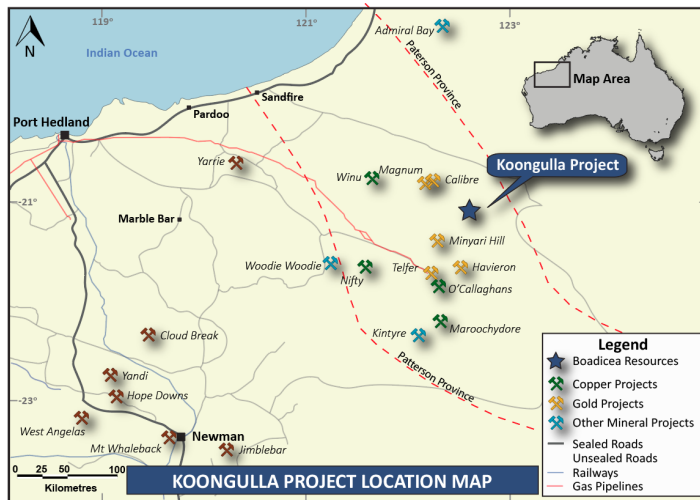 119°
121°
123°
Admiral Bay
N
Indian Ocean
Paterson Province
Map Area
Sandfire
Pardoo
Port Hedland
Yarrie
Winu
Magnum
Calibre
Koongulla Project
-21°
Marble Bar
Minyari Hill
Woodie Woodie
Nifty
Telfer
Havieron
O'Callaghans
Cloud Break
Kintyre
Maroochydore
Patterson Province
Yandi
Hope Downs
-23°
West Angelas
Mt Whaleback
Newman
Jimblebar
Legend
Boadicea Resources
Copper Projects
Gold Projects
Other Mineral Projects
Sealed Roads
Unsealed Roads
Railways
Gas Pipelines
0 25 50 100
Kilometres
KOONGULLA PROJECT LOCATION MAP